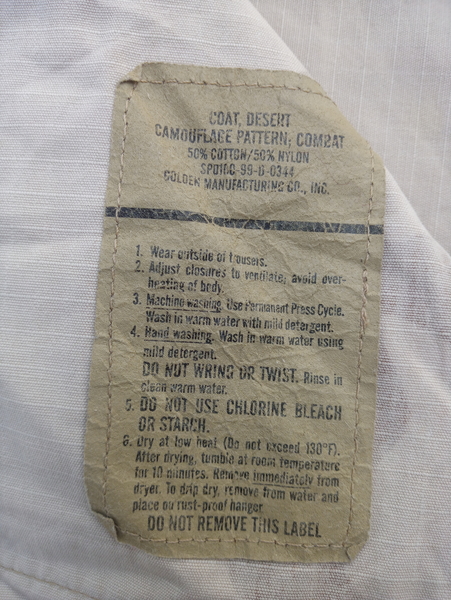 COAT, DESERT
CAMOUFLAGE PATTERN; COMBAT
50% COTTON/50% NYLON
SPO100-99-D-0344
GOLDEN MANUFACTURING CO., INC.
1. Wear outside of trousers.
2. Adjust closures to ventilate; avoid over-
heating of body.
3. Machine washing. Use Permanent Press Cycle.
Wash in warm water with mild detergent.
4. Hand washing. Wash in warm water using
mild detergent.
DO NOT WRING OR TWIST. Rinse in
clean warm water.
5. DO NOT USE CHLORINE BLEACH
OR STARCH.
6. Dry at low heat (Do not exceed 130°F).
After drying, tumble at room temperature
for 10 minutes. Remove immediately from
dryer. To drip dry, remove from water and
place on rust-proof hanger.
DO NOT REMOVE THIS LABEL